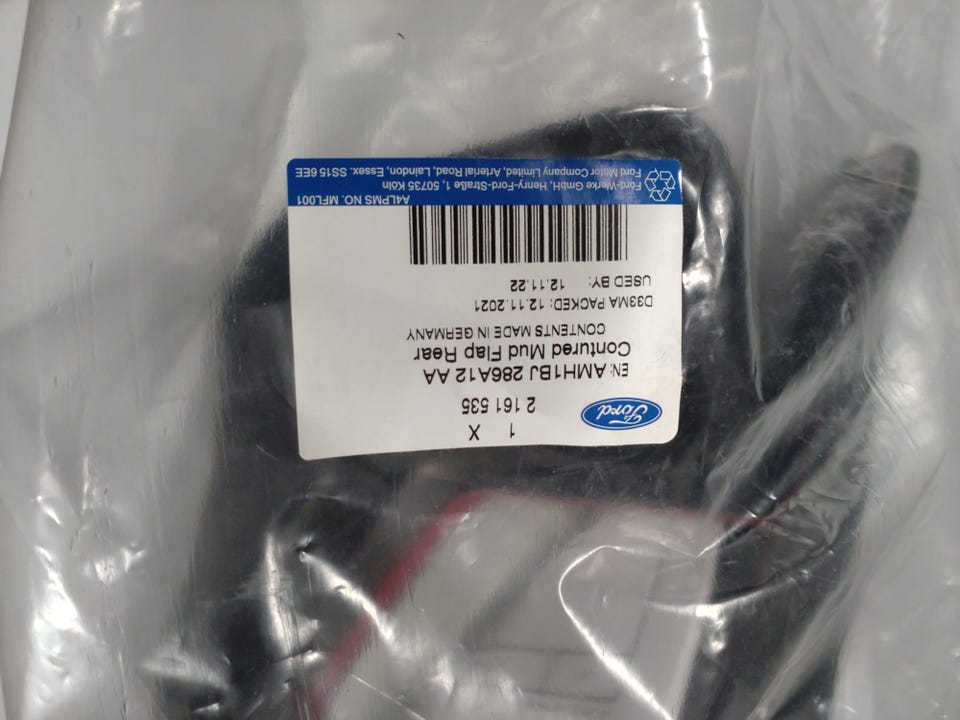 1 X
Ford
2 161 535
EN: AMH1BJ 286A12 AA
Contured Mud Flap Rear
CONTENTS MADE IN GERMANY
D33MA PACKED: 12.11.2021
USED BY: 12.11.22
A4LPMS NO. MFL001
Ford-Werke GmbH, Henry-Ford-Straße 1, 50735 Köln
Ford Motor Company Limited, Arterial Road, Laindon, Essex. SS15 6EE